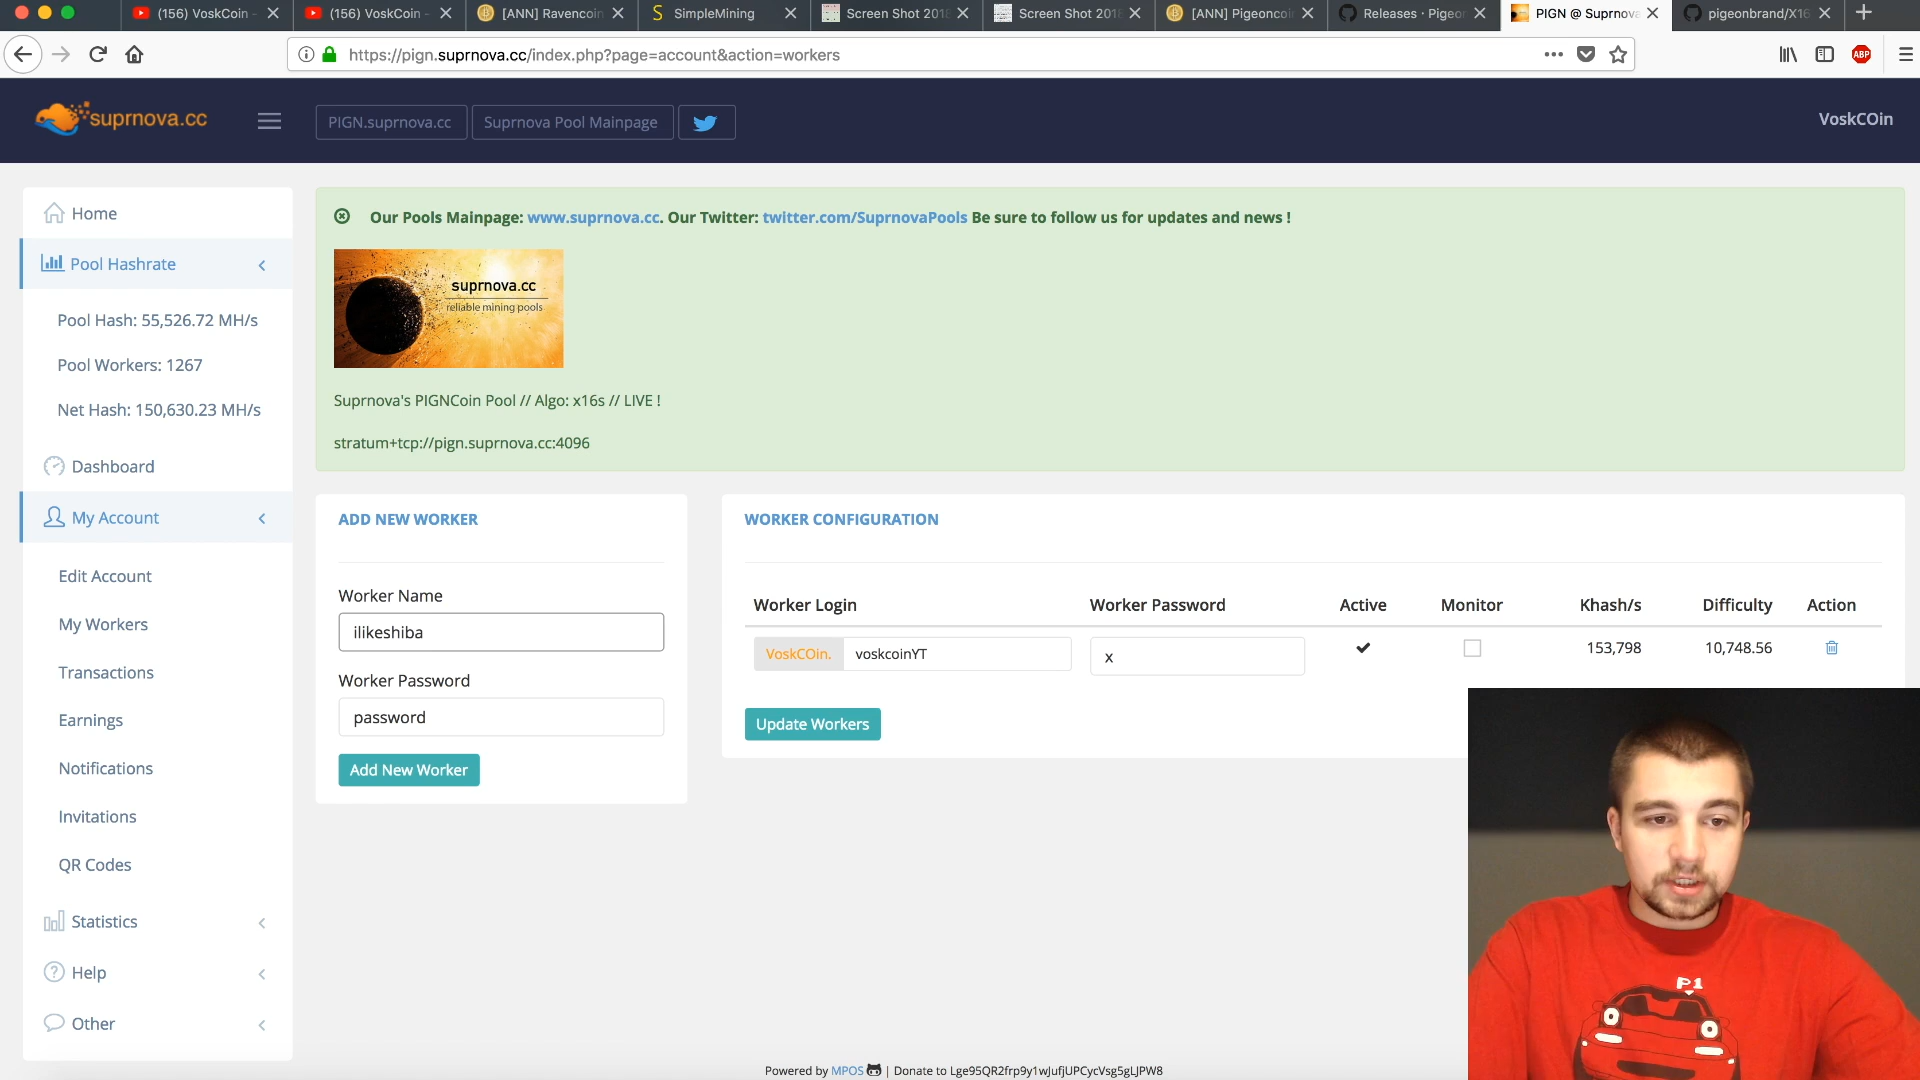 (156) VoskCoin -
(156) VoskCoin -
[ANN] Ravencoin
SimpleMining
Screen Shot 2018
Screen Shot 2018
[ANN] Pigeoncoin
Releases · Pigeon
PIGN @ Suprnova
pigeonbrand/X16
https://pign.suprnova.cc/index.php?page=account&action=workers
ABP
suprnova.cc
PIGN.suprnova.cc
Suprnova Pool Mainpage
VoskCOin
Home
Pool Hashrate
Pool Hash: 55,526.72 MH/s
Pool Workers: 1267
Net Hash: 150,630.23 MH/s
Dashboard
My Account
Edit Account
My Workers
Transactions
Earnings
Notifications
Invitations
QR Codes
Statistics
Help
Other
Our Pools Mainpage: www.suprnova.cc. Our Twitter: twitter.com/SuprnovaPools Be sure to follow us for updates and news !
suprnova.cc
reliable mining pools
Suprnova's PIGNCoin Pool // Algo: x16s // LIVE !
stratum+tcp://pign.suprnova.cc:4096
ADD NEW WORKER
Worker Name
ilikeshiba
Worker Password
password
Add New Worker
WORKER CONFIGURATION
Worker Login Worker Password Active Monitor Khash/s Difficulty Action
VoskCOin. voskcoinYT x 153,798 10,748.56
Update Workers
P1
Powered by MPOS | Donate to Lge95QR2frp9y1wJufjUPCycVsg5gLJPW8